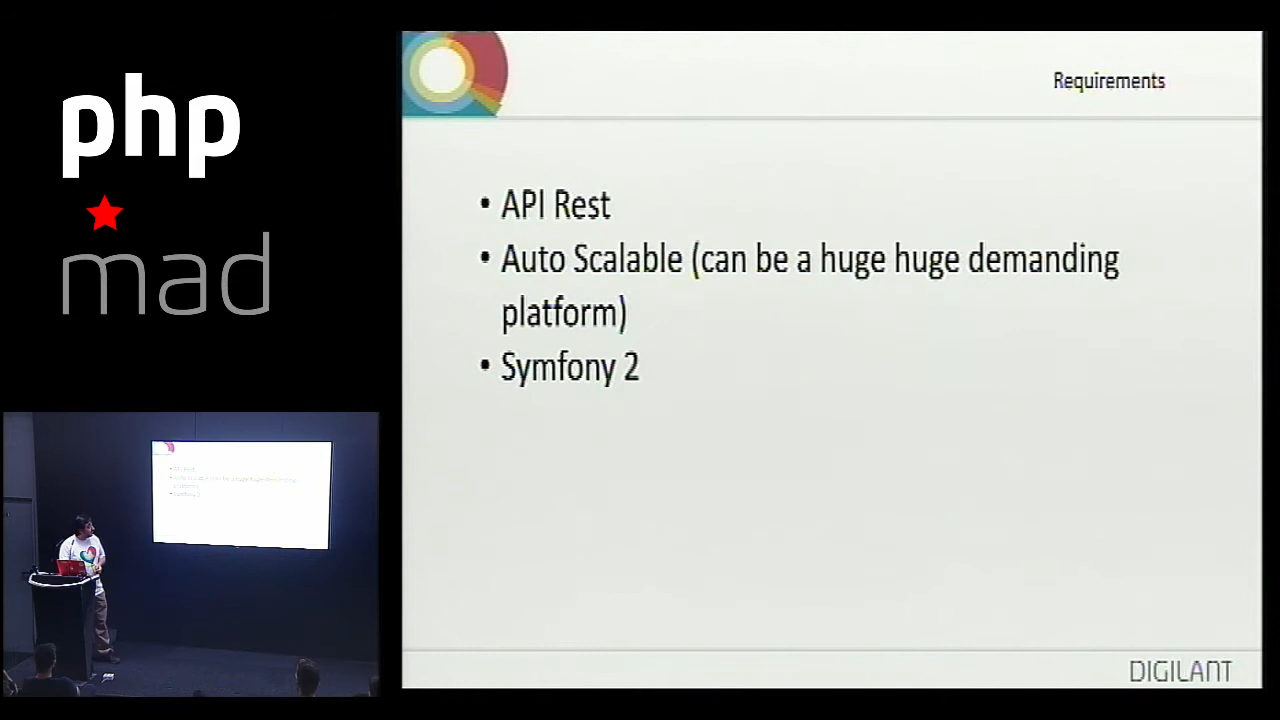 php
mad
Requirements
• API Rest
• Auto Scalable (can be a huge huge demanding
platform)
• Symfony 2
DIGILANT